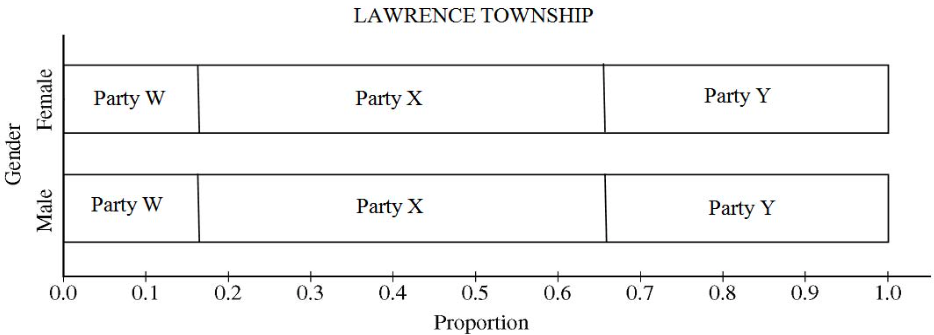 LAWRENCE TOWNSHIP
Gender
Female
Party W Party X Party Y
Male
Party W Party X Party Y
0.0 0.1 0.2 0.3 0.4 0.5 0.6 0.7 0.8 0.9 1.0
Proportion